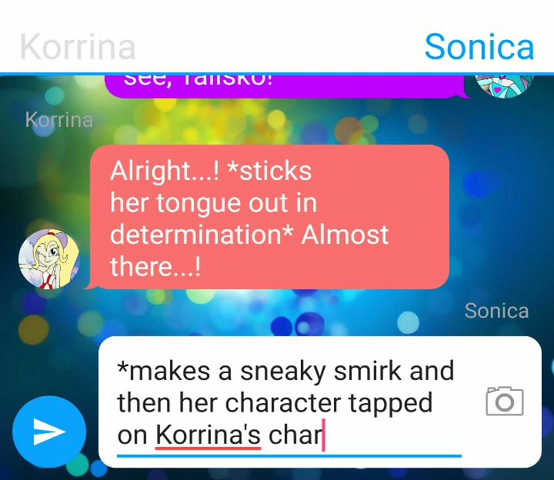 Korrina Sonica
see, Talisko!
Korrina
Alright...! *sticks
her tongue out in
determination* Almost
there...!
Sonica
*makes a sneaky smirk and
then her character tapped
on Korrina's char